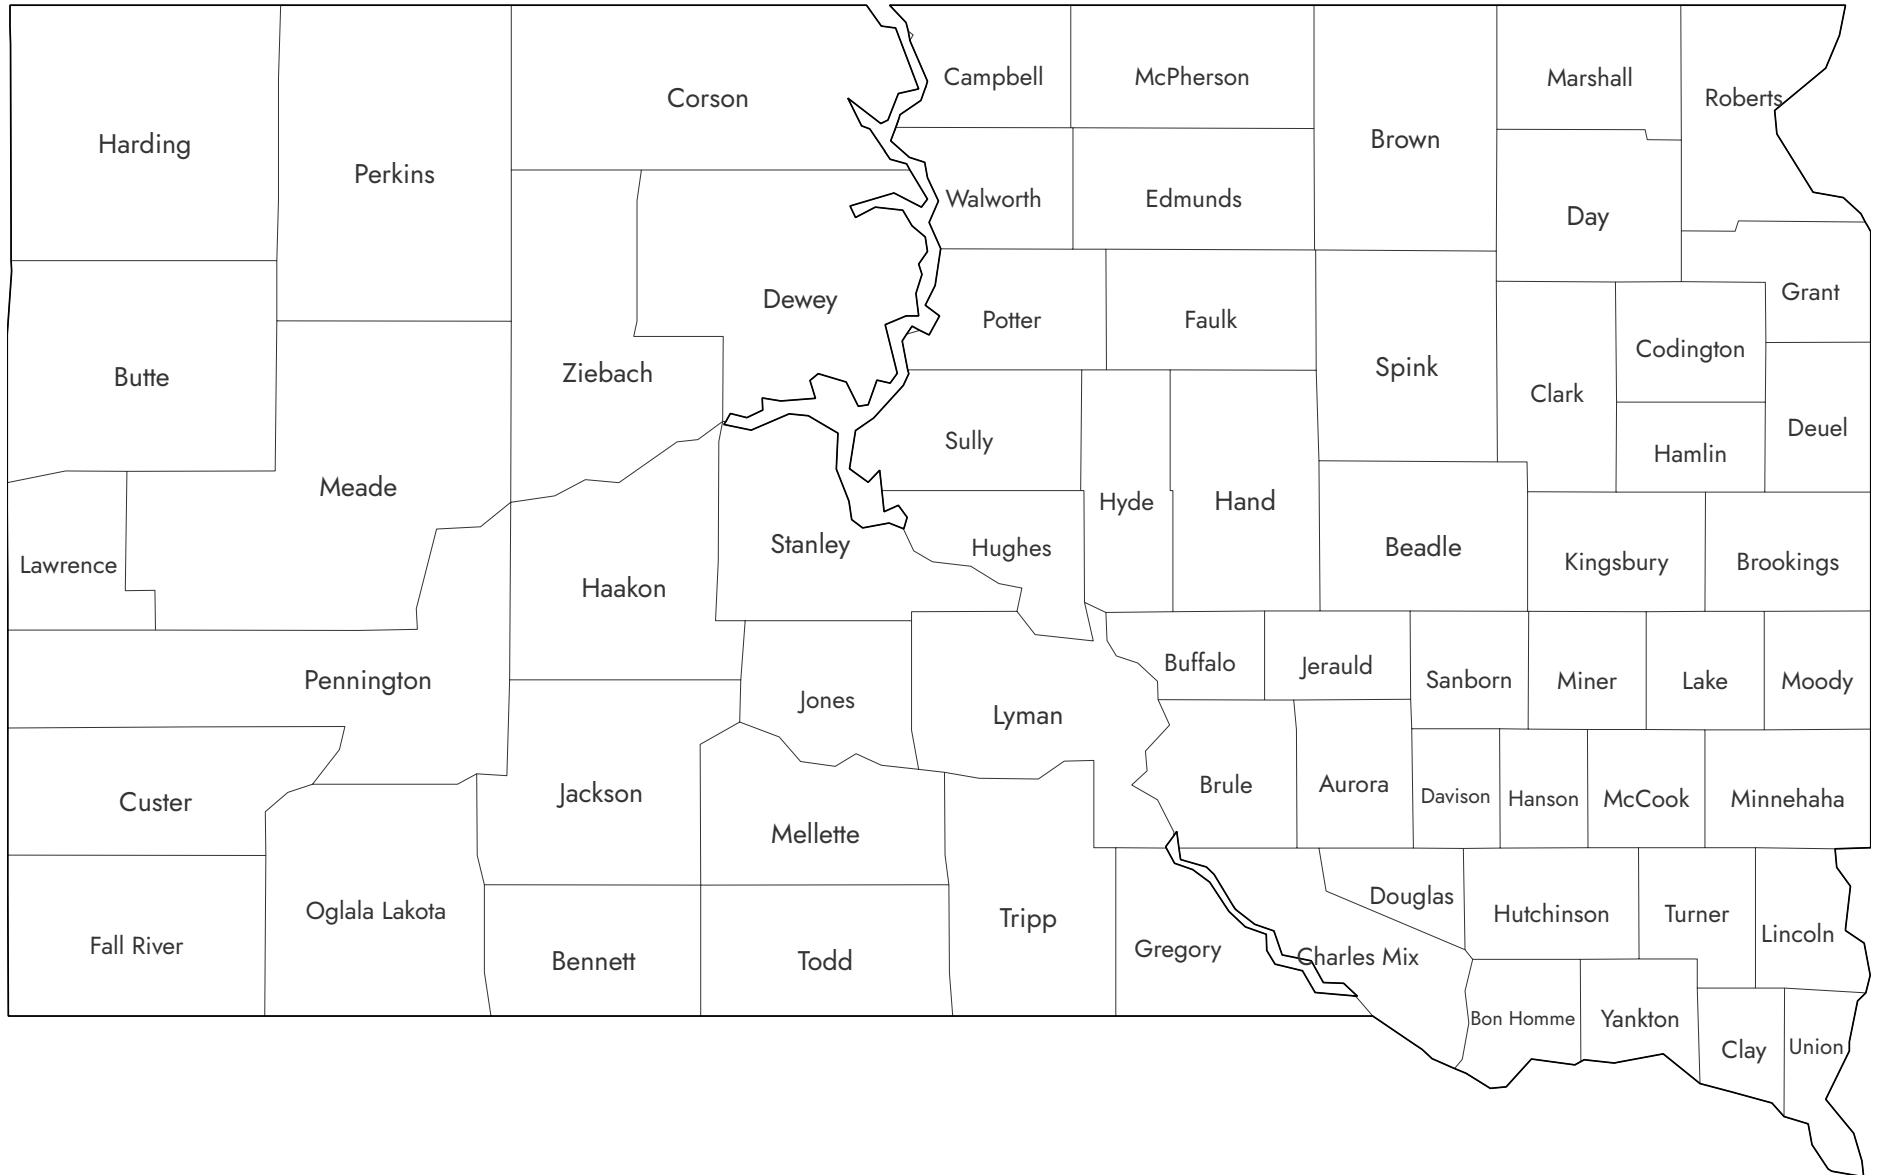 Campbell
McPherson
Marshall
Corson
Roberts
Harding
Brown
Perkins
Walworth
Edmunds
Day
Dewey
Grant
Potter
Faulk
Butte
Ziebach
Spink
Codington
Clark
Deuel
Sully
Hamlin
Meade
Hyde
Hand
Lawrence
Stanley
Hughes
Beadle
Kingsbury
Brookings
Haakon
Pennington
Buffalo
Jerauld
Sanborn
Miner
Lake
Moody
Jones
Lyman
Custer
Jackson
Brule
Aurora
Davison
Hanson
McCook
Minnehaha
Mellette
Oglala Lakota
Tripp
Douglas
Hutchinson
Turner
Lincoln
Fall River
Bennett
Todd
Gregory
Charles Mix
Bon Homme
Yankton
Clay
Union